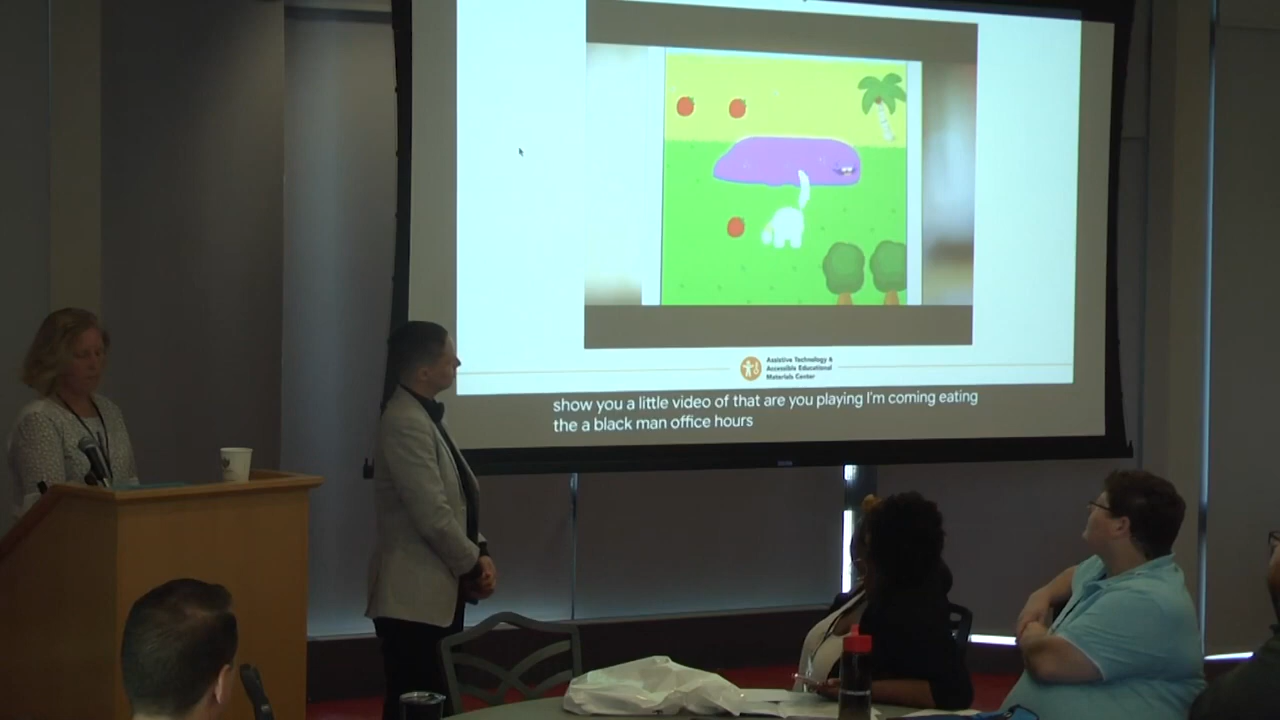 Assistive Technology &
Accessible Educational
Materials Center
show you a little video of that are you playing I'm coming eating
the a black man office hours